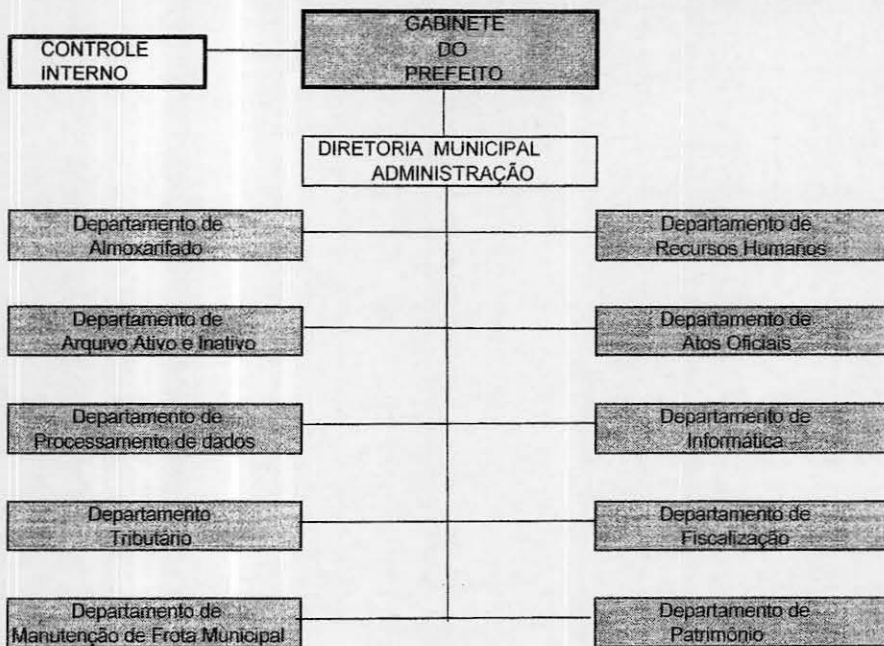 GABINETE
DO
PREFEITO
CONTROLE
INTERNO
DIRETORIA MUNICIPAL
ADMINISTRAÇÃO
Departamento de
Almoxarifado
Departamento de
Recursos Humanos
Departamento de
Arquivo Ativo e Inativo
Departamento de
Atos Oficiais
Departamento de
Processamento de dados
Departamento de
Informática
Departamento
Tributário
Departamento de
Fiscalização
Departamento de
Manutenção de Frota Municipal
Departamento de
Patrimônio